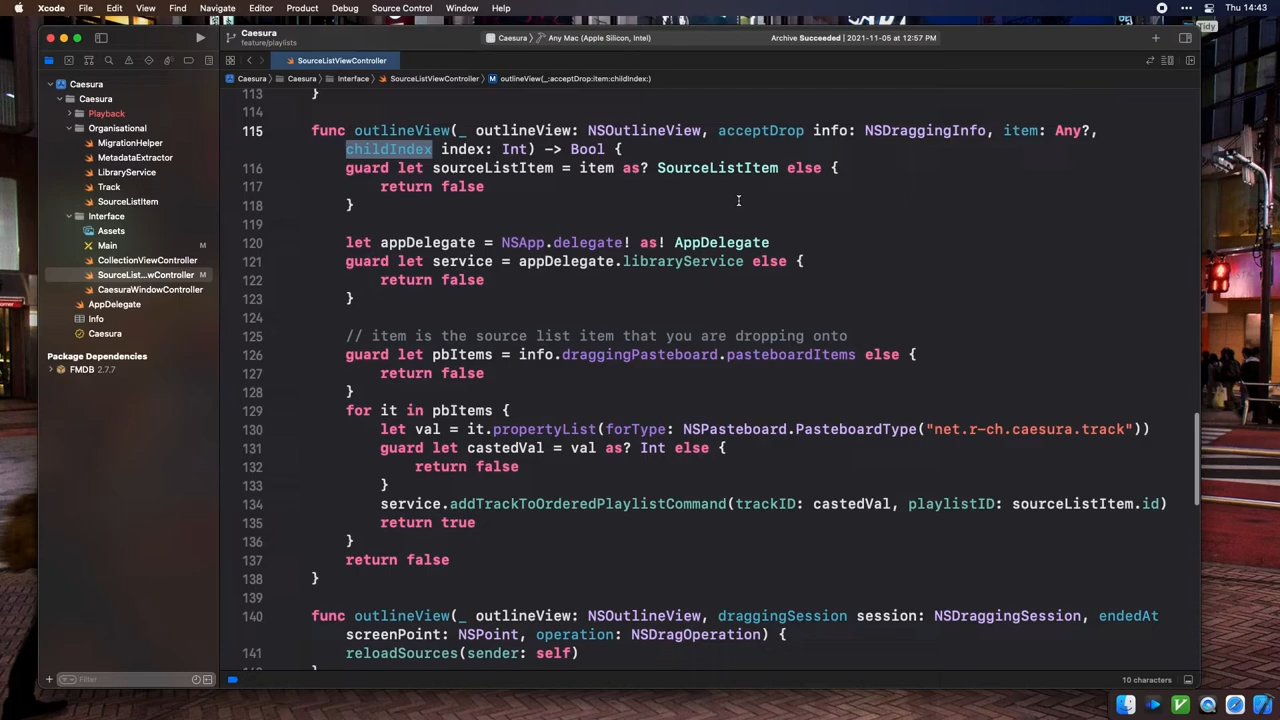 Xcode File Edit View Find Navigate Editor Product Debug Source Control Window Help Thu 14:43
Tidy
Caesura
feature/playlists
Caesura
Any Mac (Apple Silicon, Intel)
Archive Succeeded | 2021-11-05 at 12:57 PM
SourceListViewController
Caesura
Caesura
Interface
SourceListViewController
M outlineView(_:acceptDrop:item:childIndex:)
Caesura
Caesura
Playback
Organisational
MigrationHelper
MetadataExtractor
LibraryService
Track
SourceListItem
Interface
Assets
Main M
CollectionViewController
SourceList...wController M
CaesuraWindowController
AppDelegate
Info
Caesura
Package Dependencies
FMDB 2.7.7
Filter
113 }
114
115 func outlineView(_ outlineView: NSOutlineView, acceptDrop info: NSDraggingInfo, item: Any?,
childIndex index: Int) -> Bool {
116 guard let sourceListItem = item as? SourceListItem else {
117 return false
118 }
119
120 let appDelegate = NSApp.delegate! as! AppDelegate
121 guard let service = appDelegate.libraryService else {
122 return false
123 }
124
125 // item is the source list item that you are dropping onto
126 guard let pbItems = info.draggingPasteboard.pasteboardItems else {
127 return false
128 }
129 for it in pbItems {
130 let val = it.propertyList(forType: NSPasteboard.PasteboardType("net.r-ch.caesura.track"))
131 guard let castedVal = val as? Int else {
132 return false
133 }
134 service.addTrackToOrderedPlaylistCommand(trackID: castedVal, playlistID: sourceListItem.id)
135 return true
136 }
137 return false
138 }
139
140 func outlineView(_ outlineView: NSOutlineView, draggingSession session: NSDraggingSession, endedAt
screenPoint: NSPoint, operation: NSDragOperation) {
141 reloadSources(sender: self)
10 characters